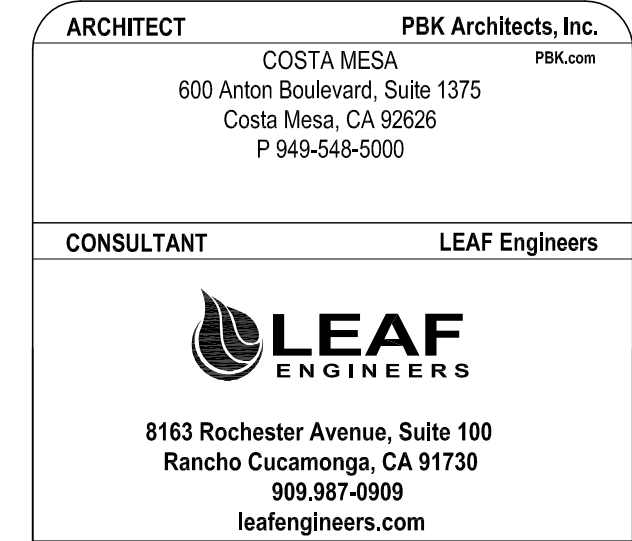 ARCHITECT PBK Architects, Inc.
COSTA MESA PBK.com
600 Anton Boulevard, Suite 1375
Costa Mesa, CA 92626
P 949-548-5000
CONSULTANT LEAF Engineers
LEAF
ENGINEERS
8163 Rochester Avenue, Suite 100
Rancho Cucamonga, CA 91730
909.987-0909
leafengineers.com